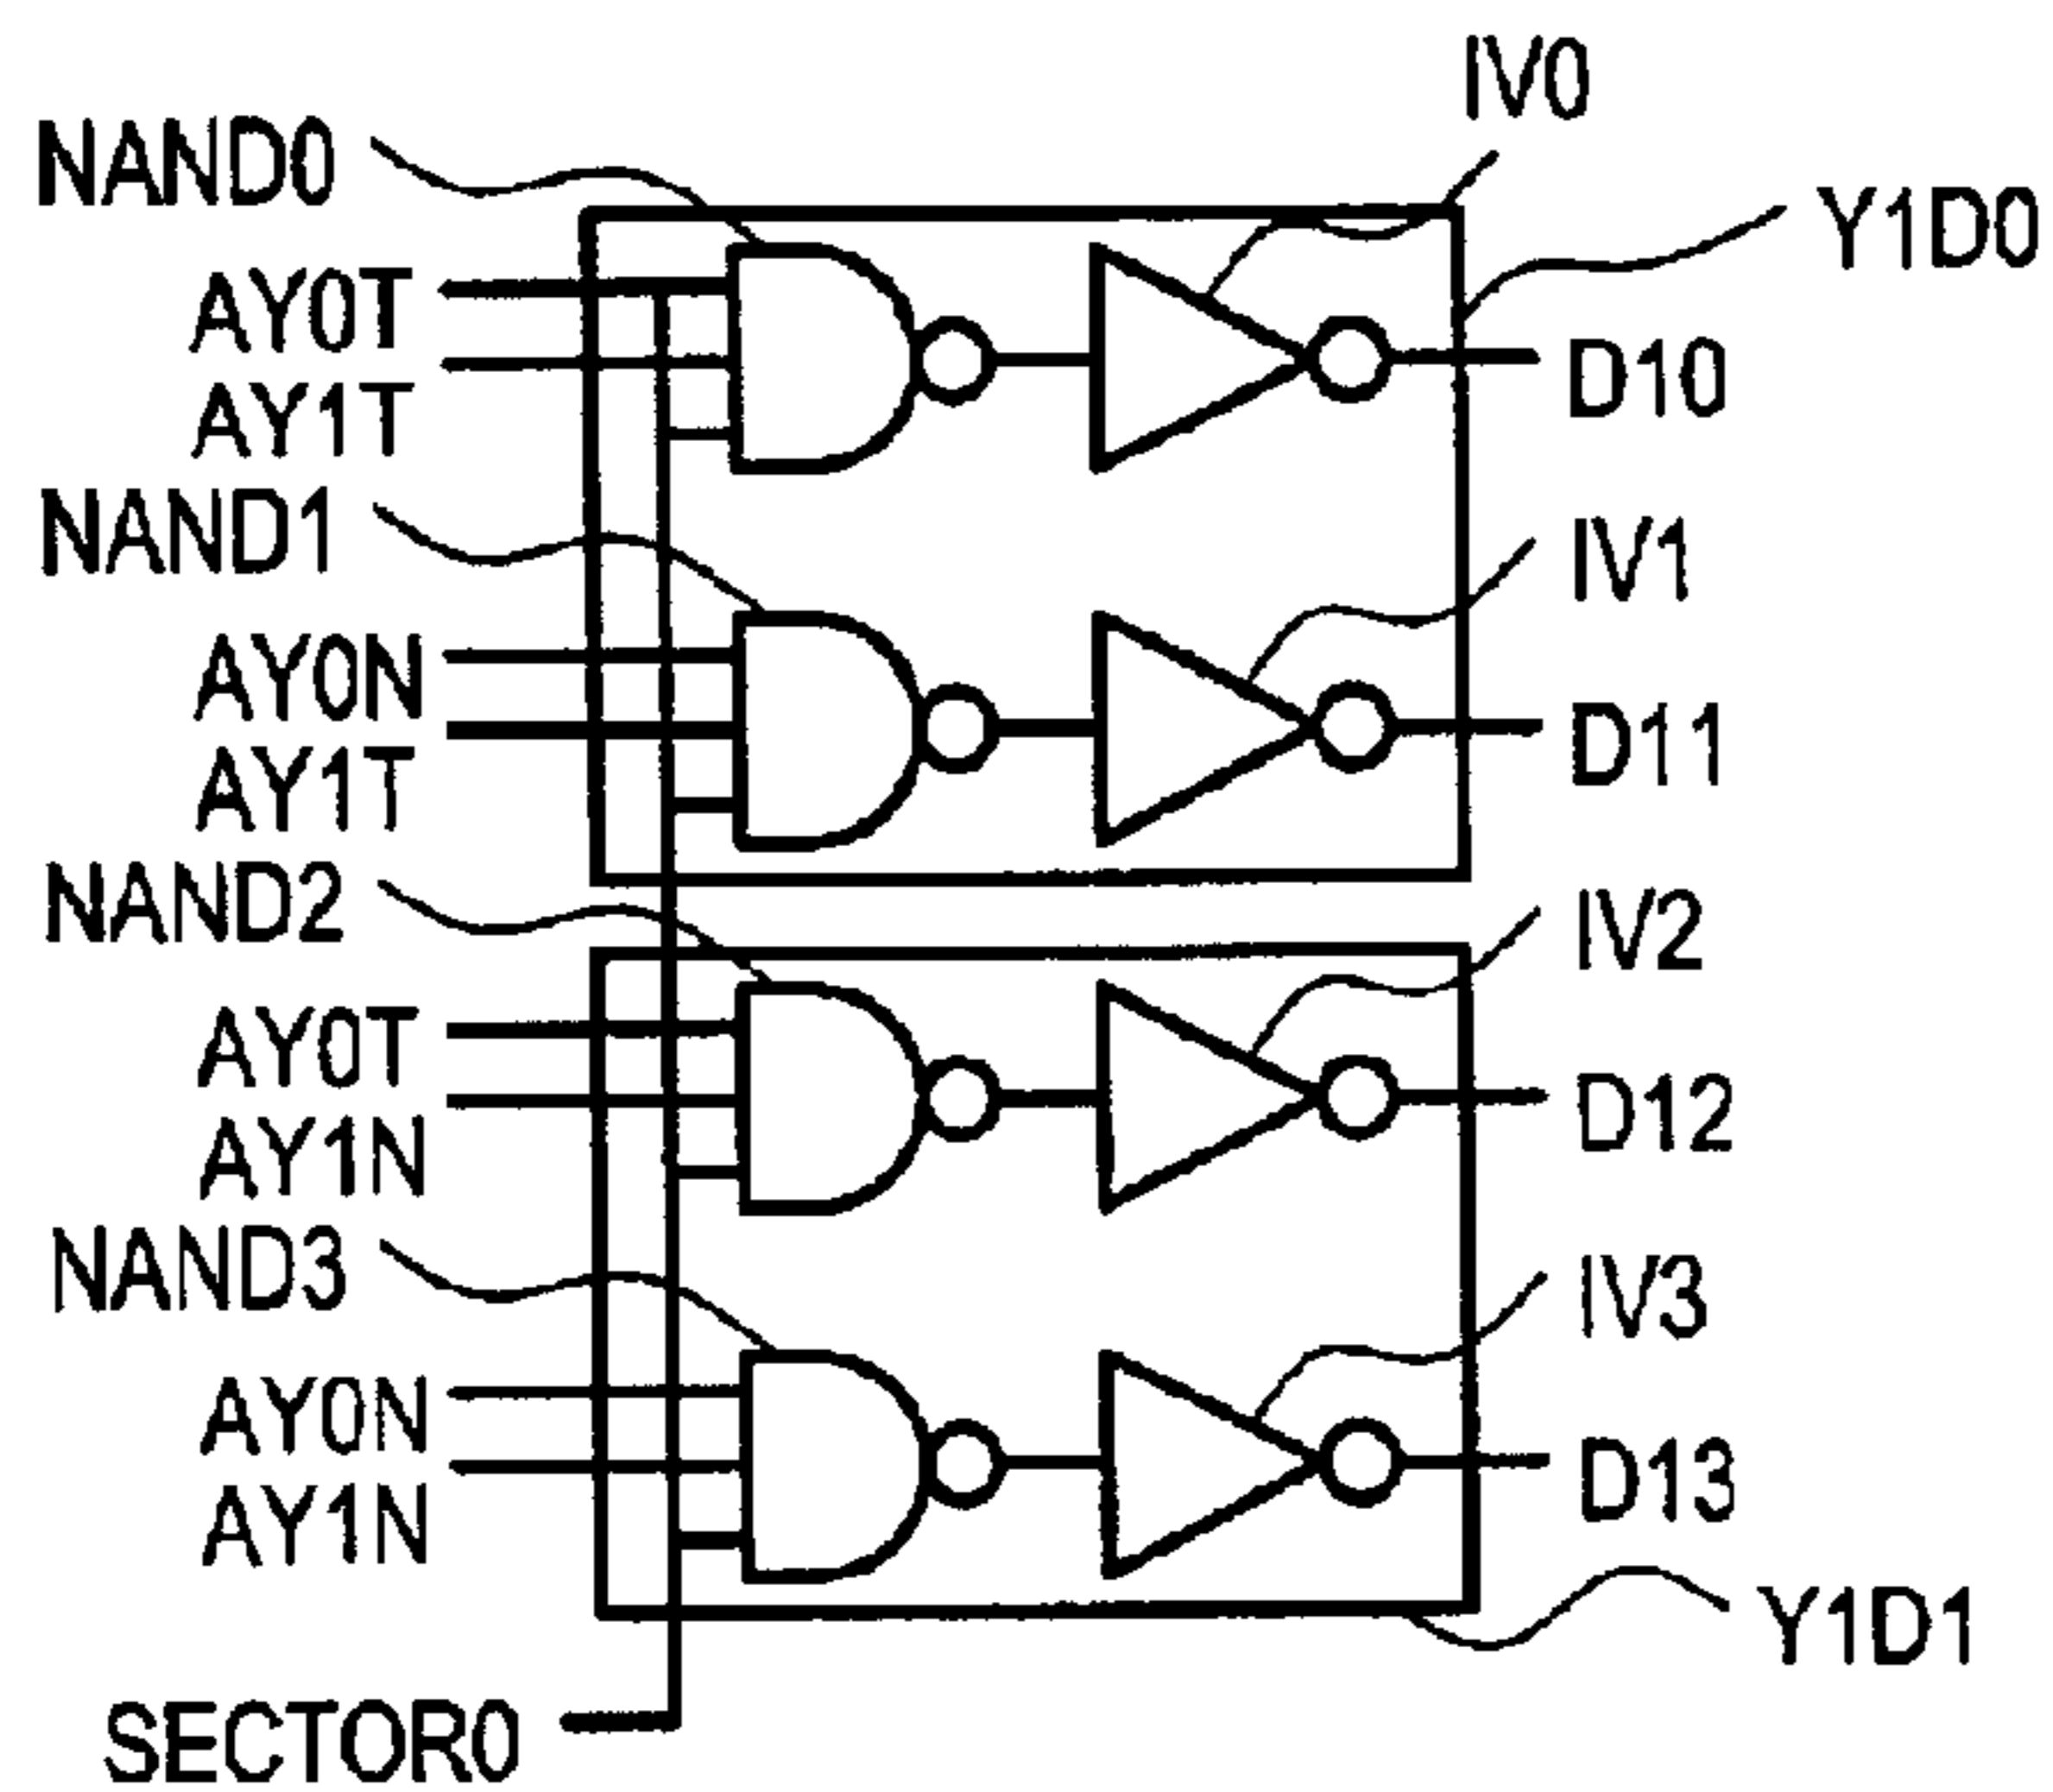 IV0
NAND0
Y1D0
AY0T
D10
AY1T
NAND1
IV1
AY0N
D11
AY1T
NAND2
IV2
AY0T
D12
AY1N
NAND3
IV3
AY0N
D13
AY1N
Y1D1
SECTOR0